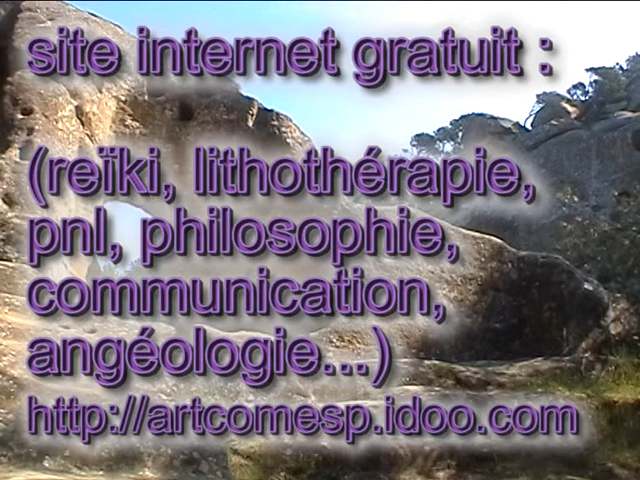 site internet gratuit :
(reïki, lithothérapie,
pnl, philosophie,
communication,
angéologie...)
http://artcomesp.idoo.com